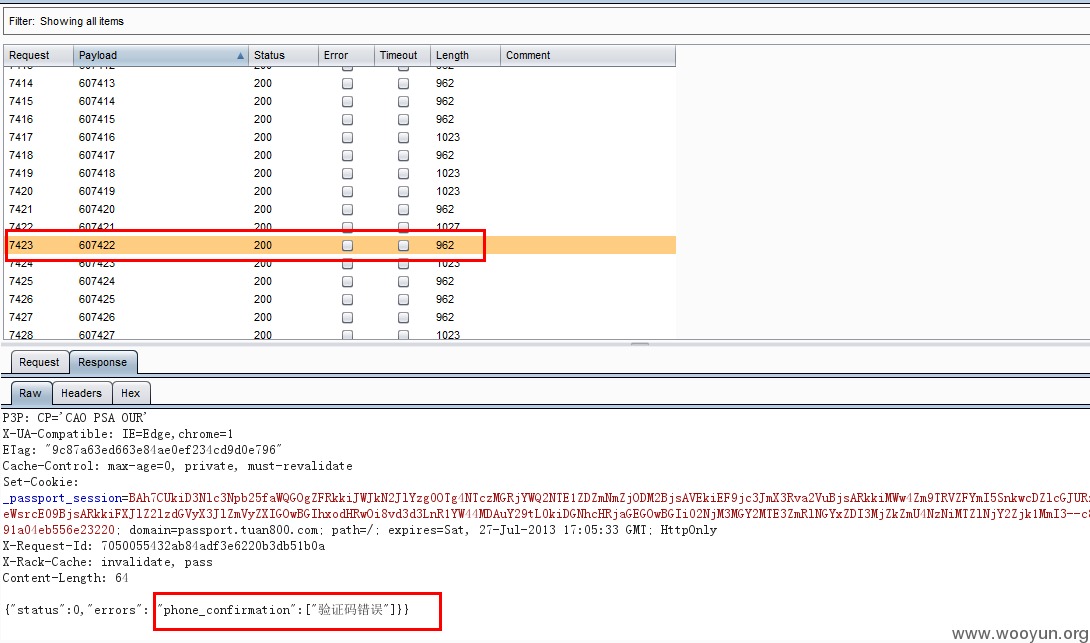 Filter: Showing all items
Request Payload Status Error Timeout Length Comment
7414 607413 200 962
7415 607414 200 962
7416 607415 200 962
7417 607416 200 1023
7418 607417 200 962
7419 607418 200 1023
7420 607419 200 1023
7421 607420 200 962
7422 607421 200 1027
7423 607422 200 962
7424 607423 200 1023
7425 607424 200 962
7426 607425 200 962
7427 607426 200 962
7428 607427 200 1023
Request Response
Raw Headers Hex
P3P: CP='CAO PSA OUR'
X-UA-Compatible: IE=Edge,chrome=1
ETag: "9c87a63ed663e84ae0ef234cd9d0e796"
Cache-Control: max-age=0, private, must-revalidate
Set-Cookie:
91a04eb556e23220; domain=passport.tuan800.com; path=/; expires=Sat, 27-Jul-2013 17:05:33 GMT; HttpOnly
X-Request-Id: 7050055432ab84adf3e6220b3db51b0a
X-Rack-Cache: invalidate, pass
Content-Length: 64
{"status":0,"errors": "phone_confirmation":["验证码错误"]}}
www.wooyun.org